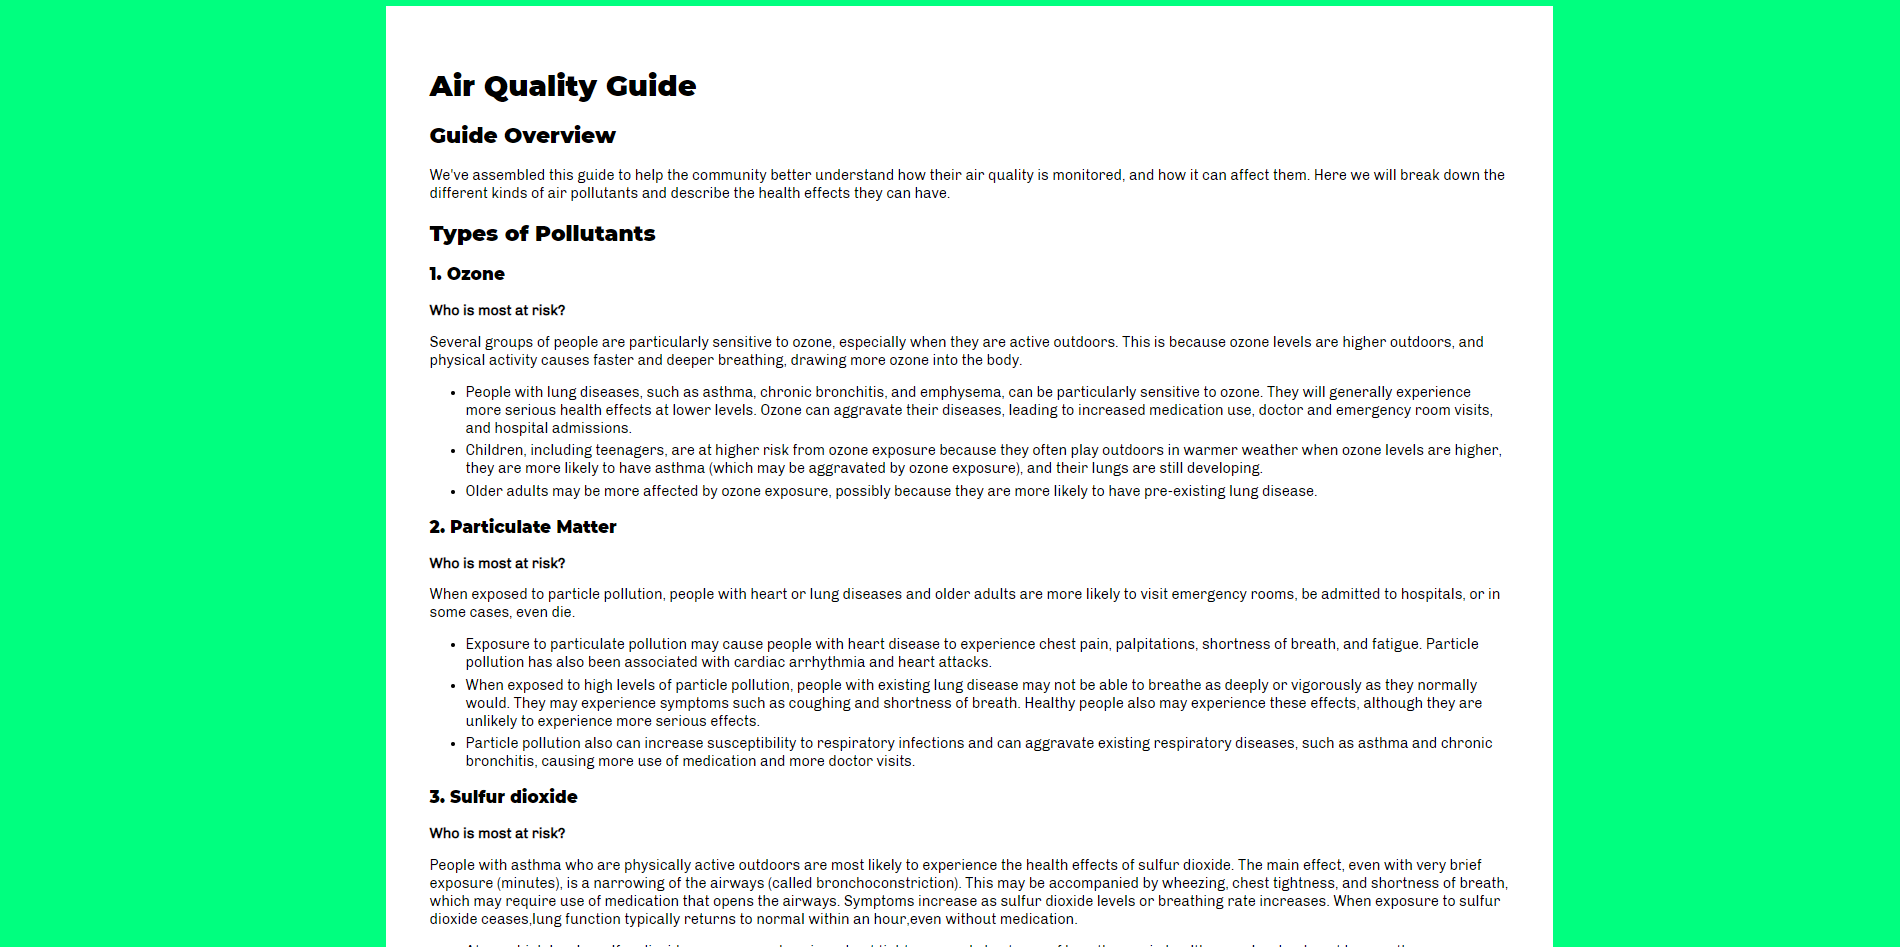 Air Quality Guide
Guide Overview
We've assembled this guide to help the community better understand how their air quality is monitored, and how it can affect them. Here we will break down the
different kinds of air pollutants and describe the health effects they can have.
Types of Pollutants
1. Ozone
Who is most at risk?
Several groups of people are particularly sensitive to ozone, especially when they are active outdoors. This is because ozone levels are higher outdoors, and
physical activity causes faster and deeper breathing, drawing more ozone into the body.
• People with lung diseases, such as asthma, chronic bronchitis, and emphysema, can be particularly sensitive to ozone. They will generally experience
more serious health effects at lower levels. Ozone can aggravate their diseases, leading to increased medication use, doctor and emergency room visits,
and hospital admissions.
• Children, including teenagers, are at higher risk from ozone exposure because they often play outdoors in warmer weather when ozone levels are higher,
they are more likely to have asthma (which may be aggravated by ozone exposure), and their lungs are still developing.
• Older adults may be more affected by ozone exposure, possibly because they are more likely to have pre-existing lung disease.
2. Particulate Matter
Who is most at risk?
When exposed to particle pollution, people with heart or lung diseases and older adults are more likely to visit emergency rooms, be admitted to hospitals, or in
some cases, even die.
• Exposure to particulate pollution may cause people with heart disease to experience chest pain, palpitations, shortness of breath, and fatigue. Particle
pollution has also been associated with cardiac arrhythmia and heart attacks.
• When exposed to high levels of particle pollution, people with existing lung disease may not be able to breathe as deeply or vigorously as they normally
would. They may experience symptoms such as coughing and shortness of breath. Healthy people also may experience these effects, although they are
unlikely to experience more serious effects.
• Particle pollution also can increase susceptibility to respiratory infections and can aggravate existing respiratory diseases, such as asthma and chronic
bronchitis, causing more use of medication and more doctor visits.
3. Sulfur dioxide
Who is most at risk?
People with asthma who are physically active outdoors are most likely to experience the health effects of sulfur dioxide. The main effect, even with very brief
exposure (minutes), is a narrowing of the airways (called bronchoconstriction). This may be accompanied by wheezing, chest tightness, and shortness of breath,
which may require use of medication that opens the airways. Symptoms increase as sulfur dioxide levels or breathing rate increases. When exposure to sulfur
dioxide ceases,lung function typically returns to normal within an hour,even without medication.